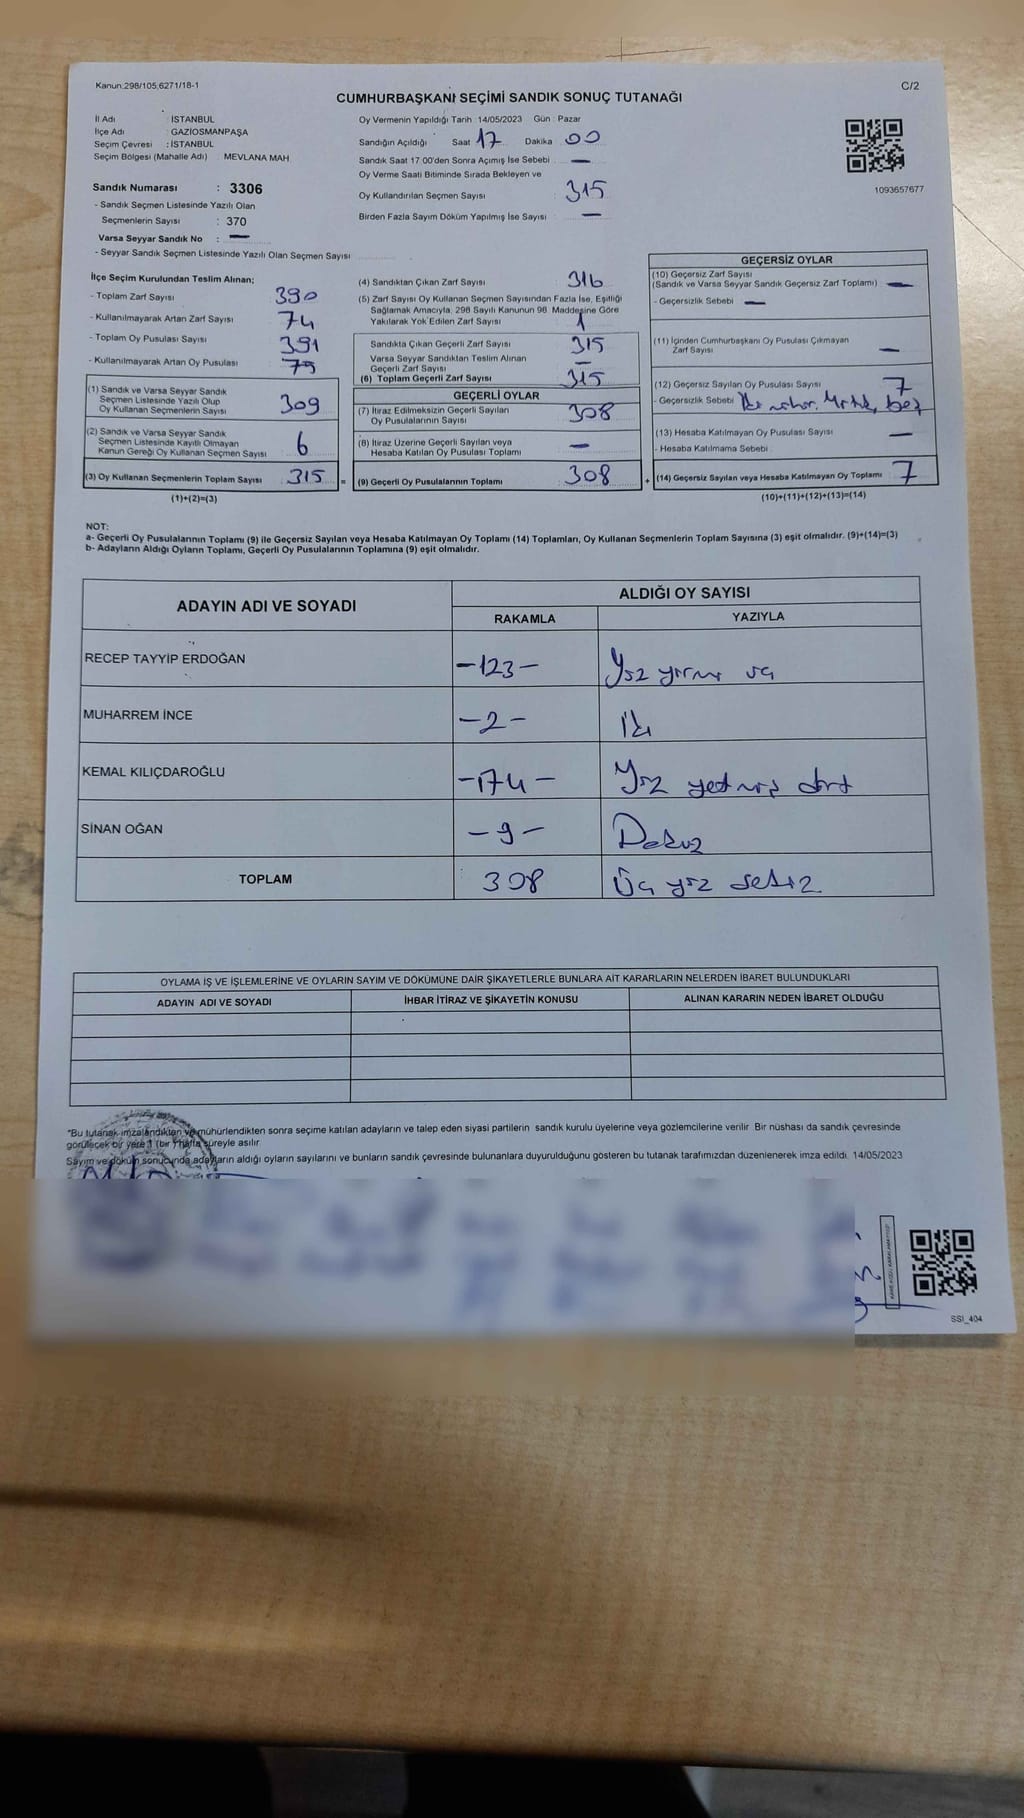 Kanun:298/105;6271/18-1
C/2
CUMHURBAŞKANI SEÇİMİ SANDIK SONUÇ TUTANAĞI
İl Adı : İSTANBUL
İlçe Adı : GAZİOSMANPAŞA
Seçim Çevresi : İSTANBUL
Seçim Bölgesi (Mahalle Adı) : MEVLANA MAH.
Sandık Numarası : 3306
- Sandık Seçmen Listesinde Yazılı Olan
Seçmenlerin Sayısı : 370
Varsa Seyyar Sandık No : —
- Seyyar Sandık Seçmen Listesinde Yazılı Olan Seçmen Sayısı
Oy Vermenin Yapıldığı Tarih : 14/05/2023 Gün : Pazar
Sandığın Açıldığı Saat 17 Dakika 00
Sandık Saat 17:00'den Sonra Açılmış İse Sebebi —
Oy Verme Saati Bitiminde Sırada Bekleyen ve
Oy Kullandırılan Seçmen Sayısı : 315
Birden Fazla Sayım Döküm Yapılmış İse Sayısı —
1093657677
İlçe Seçim Kurulundan Teslim Alınan;
- Toplam Zarf Sayısı 390
- Kullanılmayarak Artan Zarf Sayısı 74
- Toplam Oy Pusulası Sayısı 391
- Kullanılmayarak Artan Oy Pusulası 75
(1) Sandık ve Varsa Seyyar Sandık
Seçmen Listesinde Yazılı Olup
Oy Kullanan Seçmenlerin Sayısı 309
(2) Sandık ve Varsa Seyyar Sandık
Seçmen Listesinde Kayıtlı Olmayan
Kanun Gereği Oy Kullanan Seçmen Sayısı 6
(3) Oy Kullanan Seçmenlerin Toplam Sayısı 315 =
(1)+(2)=(3)
(4) Sandıktan Çıkan Zarf Sayısı 316
(5) Zarf Sayısı Oy Kullanan Seçmen Sayısından Fazla İse, Eşitliği
Sağlamak Amacıyla, 298 Sayılı Kanunun 98. Maddesine Göre
Yakılarak Yok Edilen Zarf Sayısı 1
Sandıkta Çıkan Geçerli Zarf Sayısı 315
Varsa Seyyar Sandıktan Teslim Alınan
Geçerli Zarf Sayısı —
(6) Toplam Geçerli Zarf Sayısı 315
GEÇERLİ OYLAR
(7) İtiraz Edilmeksizin Geçerli Sayılan
Oy Pusulalarının Sayısı 308
(8) İtiraz Üzerine Geçerli Sayılan veya
Hesaba Katılan Oy Pusulası Toplamı —
(9) Geçerli Oy Pusulalarının Toplamı 308 +
GEÇERSİZ OYLAR
(10) Geçersiz Zarf Sayısı
(Sandık ve Varsa Seyyar Sandık Geçersiz Zarf Toplamı) —
- Geçersizlik Sebebi —
(11) İçinden Cumhurbaşkanı Oy Pusulası Çıkmayan
Zarf Sayısı —
(12) Geçersiz Sayılan Oy Pusulası Sayısı 7
- Geçersizlik Sebebi
(13) Hesaba Katılmayan Oy Pusulası Sayısı —
- Hesaba Katılmama Sebebi
(14) Geçersiz Sayılan veya Hesaba Katılmayan Oy Toplamı 7
(10)+(11)+(12)+(13)=(14)
NOT:
a- Geçerli Oy Pusulalarının Toplamı (9) ile Geçersiz Sayılan veya Hesaba Katılmayan Oy Toplamı (14) Toplamları, Oy Kullanan Seçmenlerin Toplam Sayısına (3) eşit olmalıdır. (9)+(14)=(3)
b- Adayların Aldığı Oyların Toplamı, Geçerli Oy Pusulalarının Toplamına (9) eşit olmalıdır.
ADAYIN ADI VE SOYADI
ALDIĞI OY SAYISI
RAKAMLA YAZIYLA
RECEP TAYYİP ERDOĞAN -123- Yüz yirmi üç
MUHARREM İNCE -2- İki
KEMAL KILIÇDAROĞLU -174- Yüz yetmiş dört
SİNAN OĞAN -9- Dokuz
TOPLAM 308 Üç yüz sekiz
OYLAMA İŞ VE İŞLEMLERİNE VE OYLARIN SAYIM VE DÖKÜMÜNE DAİR ŞİKAYETLERLE BUNLARA AİT KARARLARIN NELERDEN İBARET BULUNDUKLARI
ADAYIN ADI VE SOYADI İHBAR İTİRAZ VE ŞİKAYETİN KONUSU ALINAN KARARIN NEDEN İBARET OLDUĞU
*Bu tutanak imzalandıktan ve mühürlendikten sonra seçime katılan adayların ve talep eden siyasi partilerin sandık kurulu üyelerine veya gözlemcilerine verilir. Bir nüshası da sandık çevresinde
görülecek bir yere 1 (bir) hafta süreyle asılır.
Sayım ve döküm sonucunda adayların aldığı oyların sayılarını ve bunların sandık çevresinde bulunanlara duyurulduğunu gösteren bu tutanak tarafımızdan düzenlenerek imza edildi. 14/05/2023
SSI_404